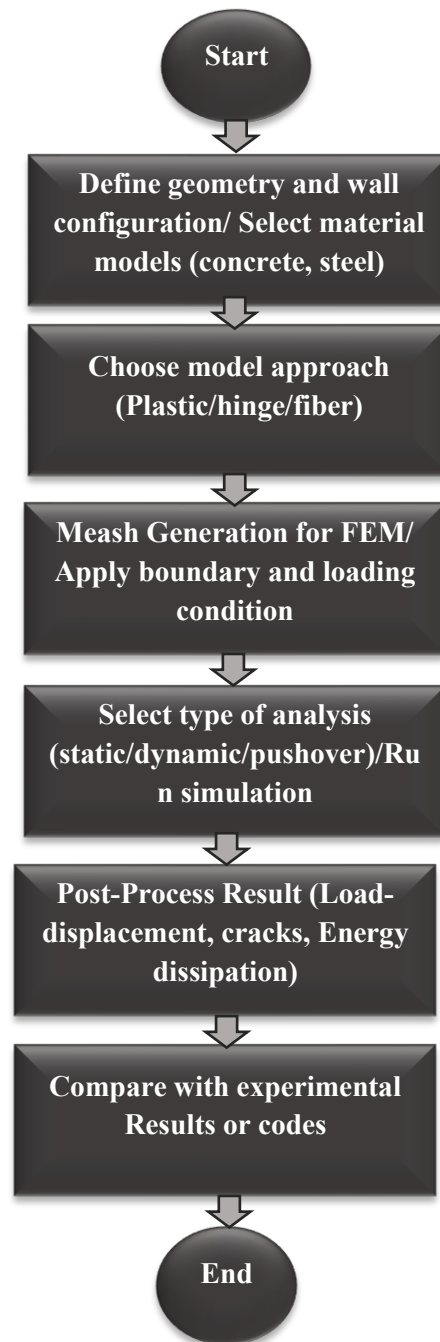 Start
Define geometry and wall
configuration/ Select material
models (concrete, steel)
Choose model approach
(Plastic/hinge/fiber)
Meash Generation for FEM/
Apply boundary and loading
condition
Select type of analysis
(static/dynamic/pushover)/Ru
n simulation
Post-Process Result (Load-
displacement, cracks, Energy
dissipation)
Compare with experimental
Results or codes
End